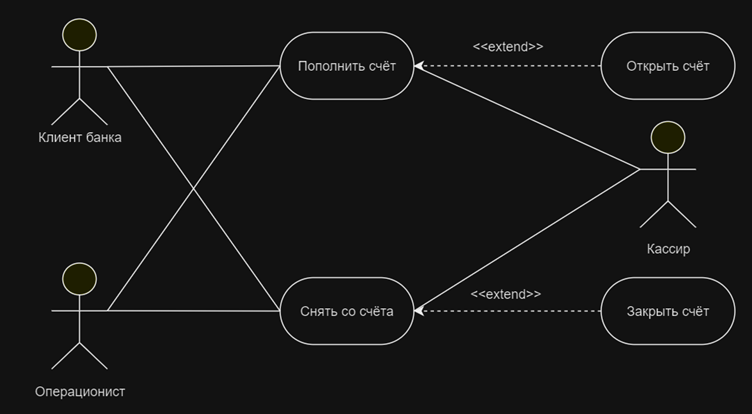 Пополнить счёт
<<extend>>
Открыть счёт
Клиент банка
Кассир
Снять со счёта
<<extend>>
Закрыть счёт
Операционист